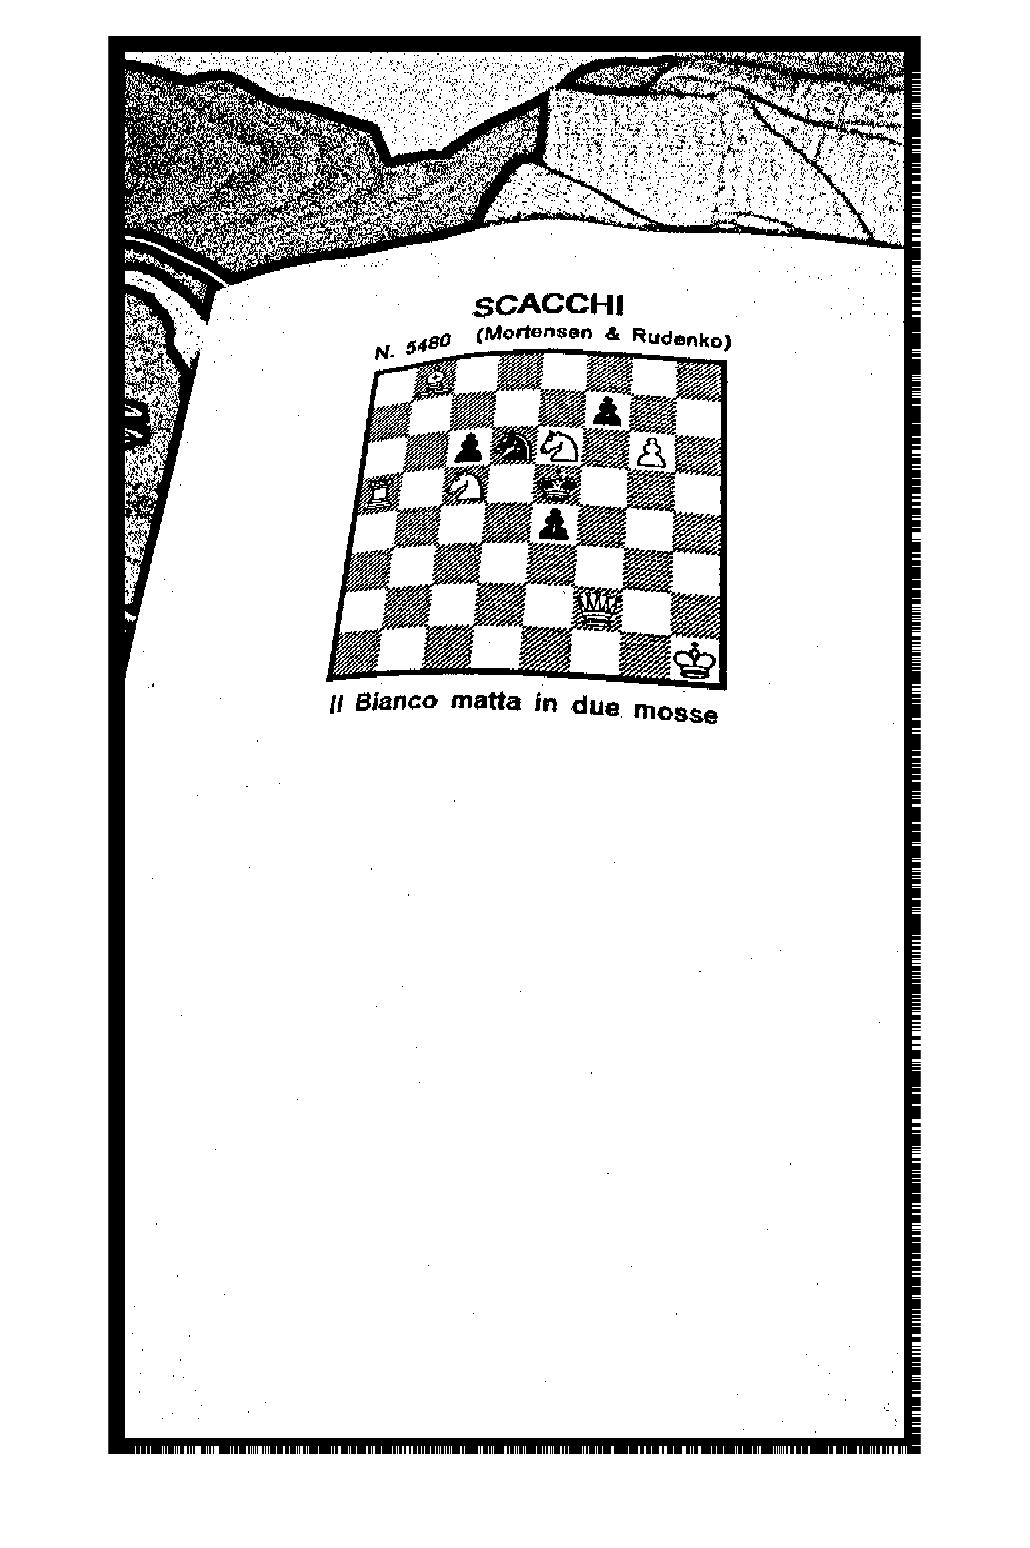 SCACCHI
N. 5480 (Mortensen & Rudenko)
Il Bianco matta in due mosse